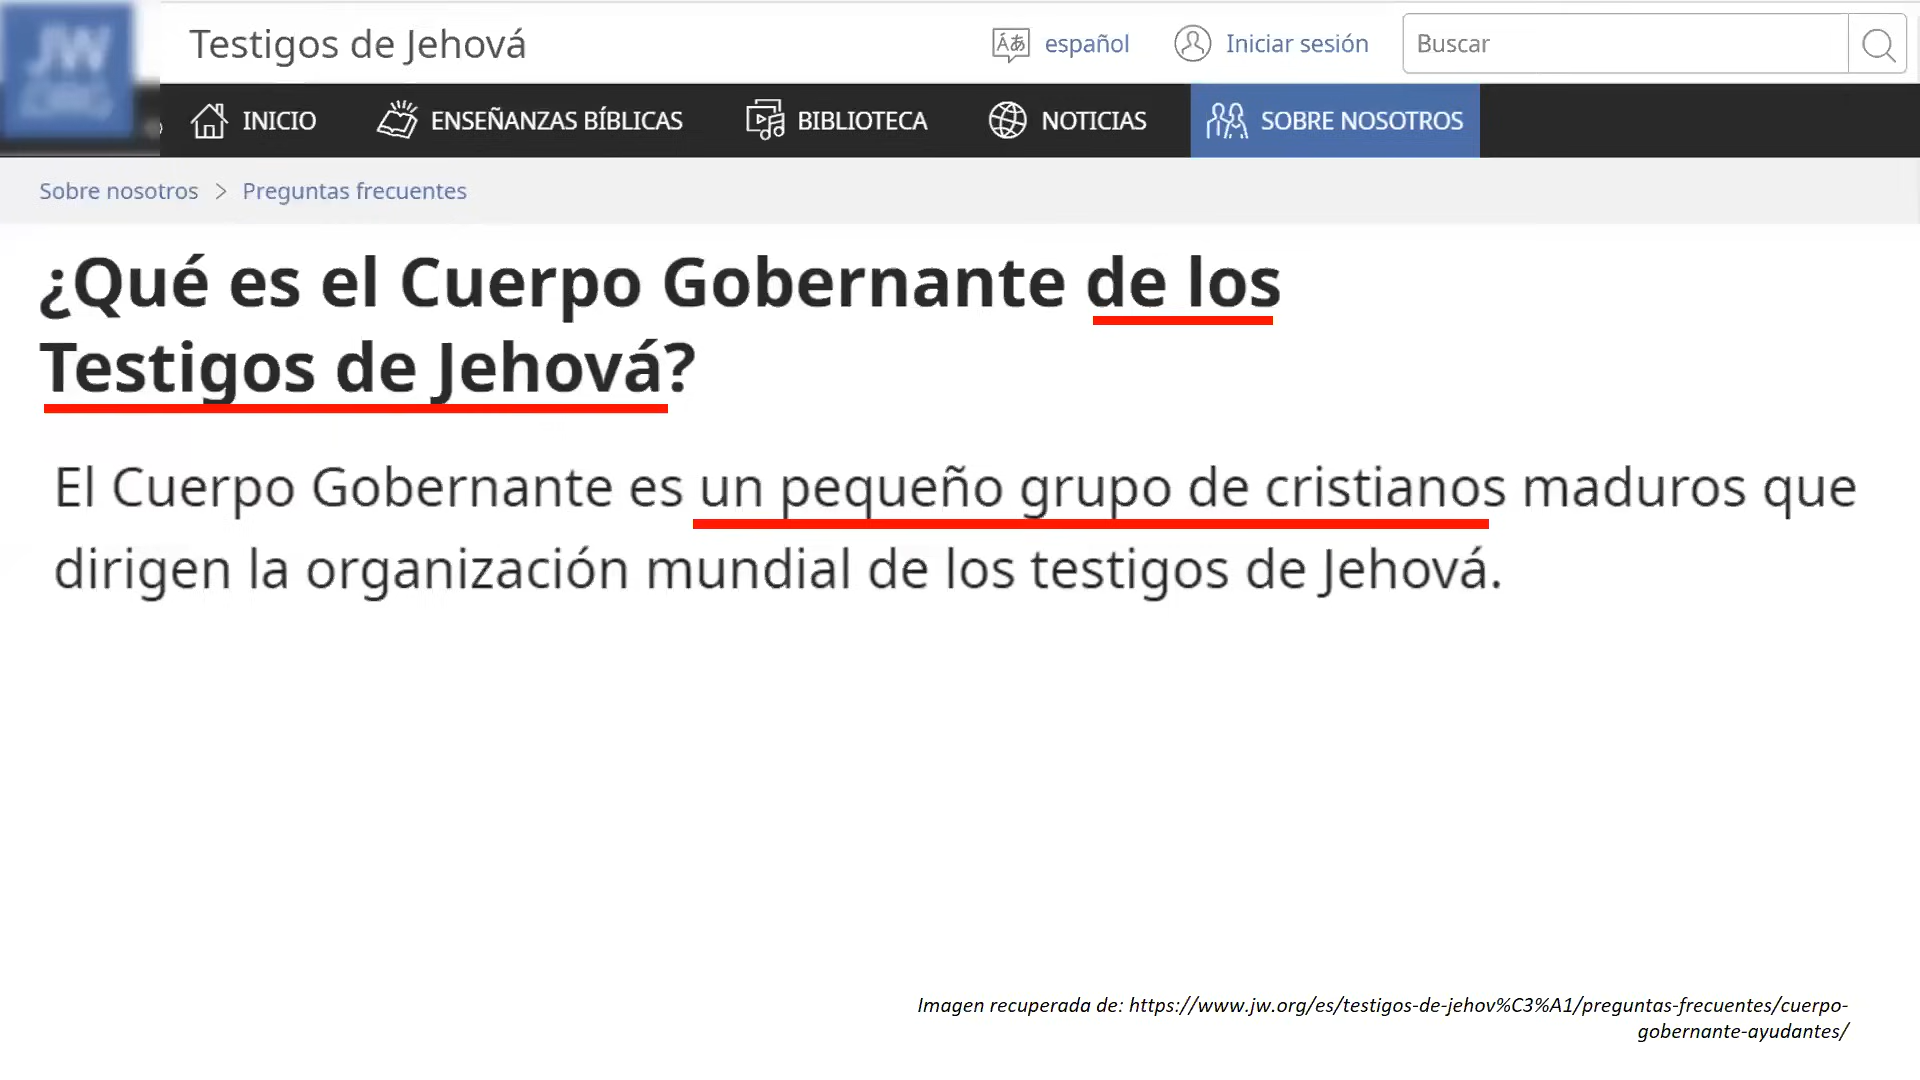 JW
.ORG
Testigos de Jehová
español
Iniciar sesión
Buscar
INICIO
ENSEÑANZAS BÍBLICAS
BIBLIOTECA
NOTICIAS
SOBRE NOSOTROS
Sobre nosotros > Preguntas frecuentes
¿Qué es el Cuerpo Gobernante de los
Testigos de Jehová?
El Cuerpo Gobernante es un pequeño grupo de cristianos maduros que
dirigen la organización mundial de los testigos de Jehová.
Imagen recuperada de: https://www.jw.org/es/testigos-de-jehov%C3%A1/preguntas-frecuentes/cuerpo-
gobernante-ayudantes/